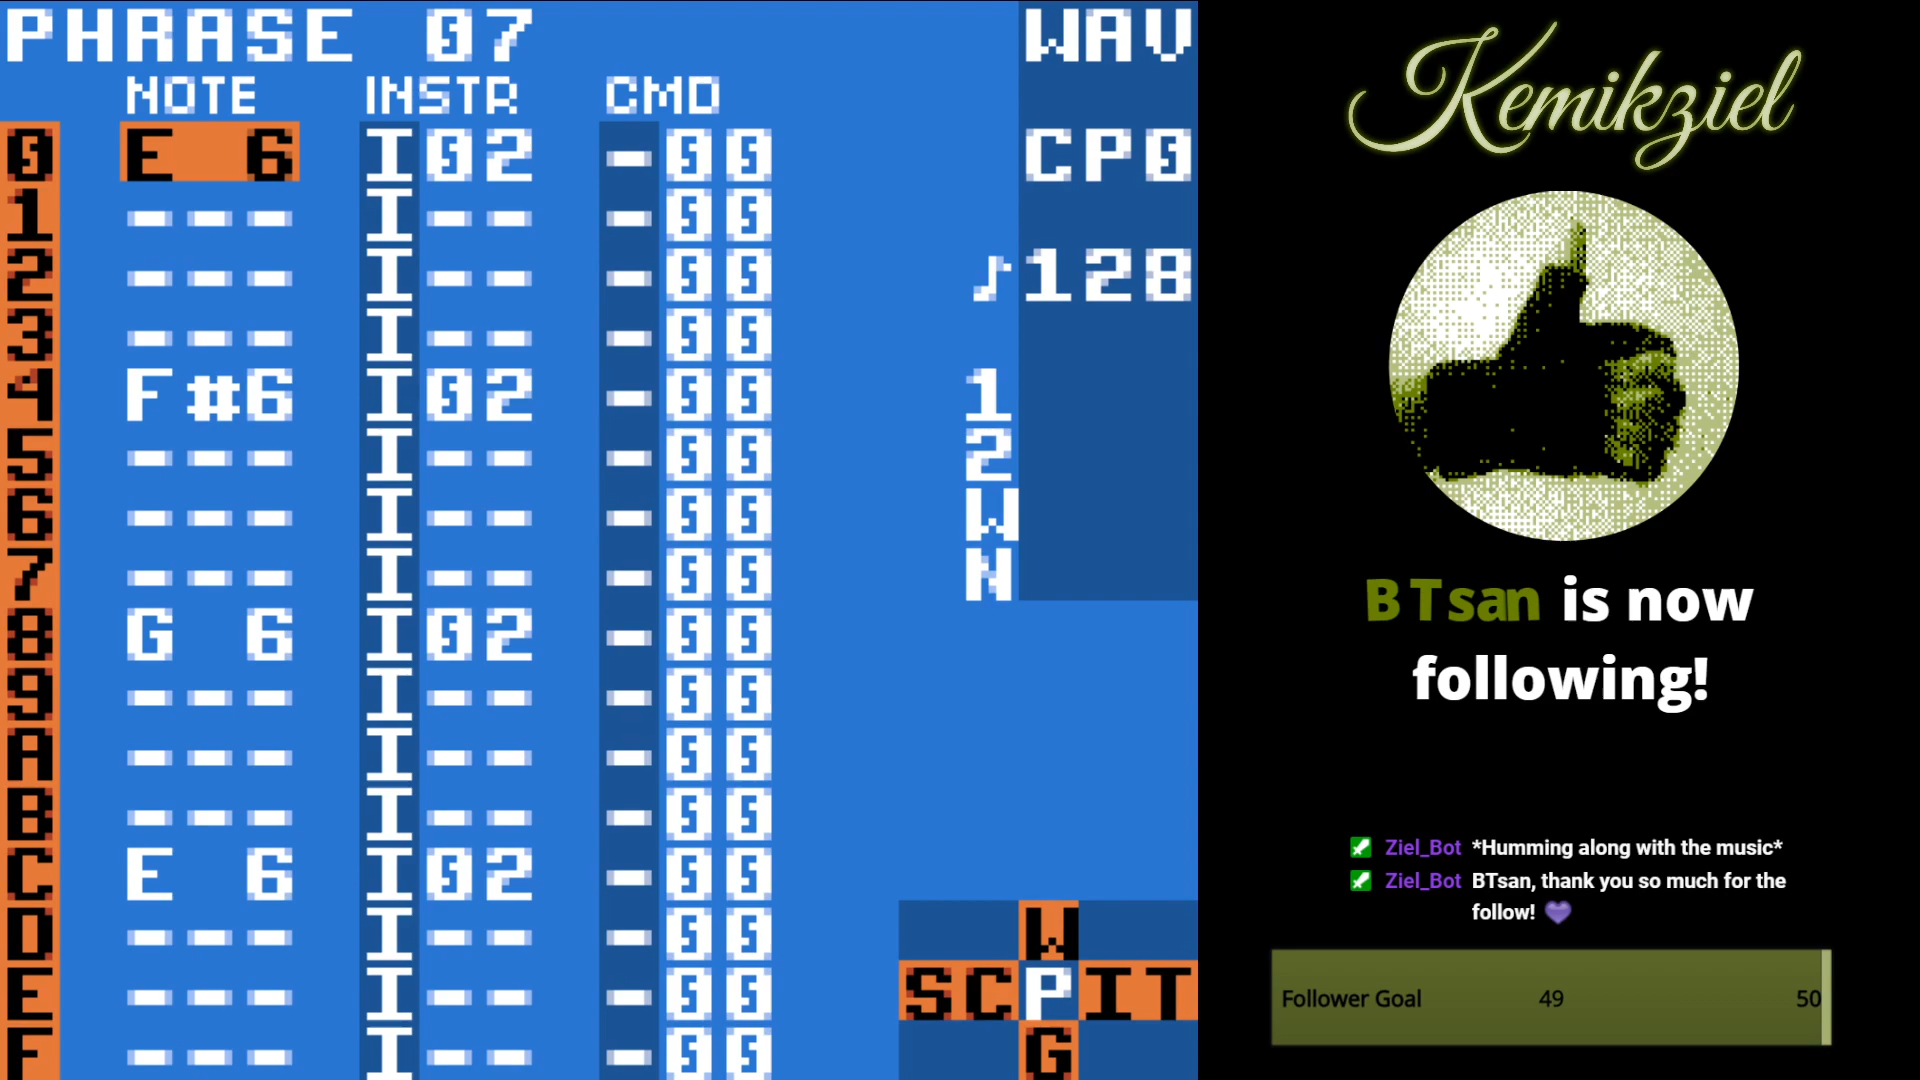 PHRASE 07 WAV
NOTE INSTR CMD
0 E 6 I02 -00 CP0
1 --- I-- -00
2 --- I-- -00 ♪128
3 --- I-- -00
4 F#6 I02 -00 1
5 --- I-- -00 2
6 --- I-- -00 W
7 --- I-- -00 N
8 G 6 I02 -00
9 --- I-- -00
A --- I-- -00
B --- I-- -00
C E 6 I02 -00
D --- I-- -00 W
E --- I-- -00 SCPIT
F --- I-- -00 G
Kemikziel
BTsan is now
following!
Ziel_Bot *Humming along with the music*
Ziel_Bot BTsan, thank you so much for the
follow! 💜
Follower Goal 49 50